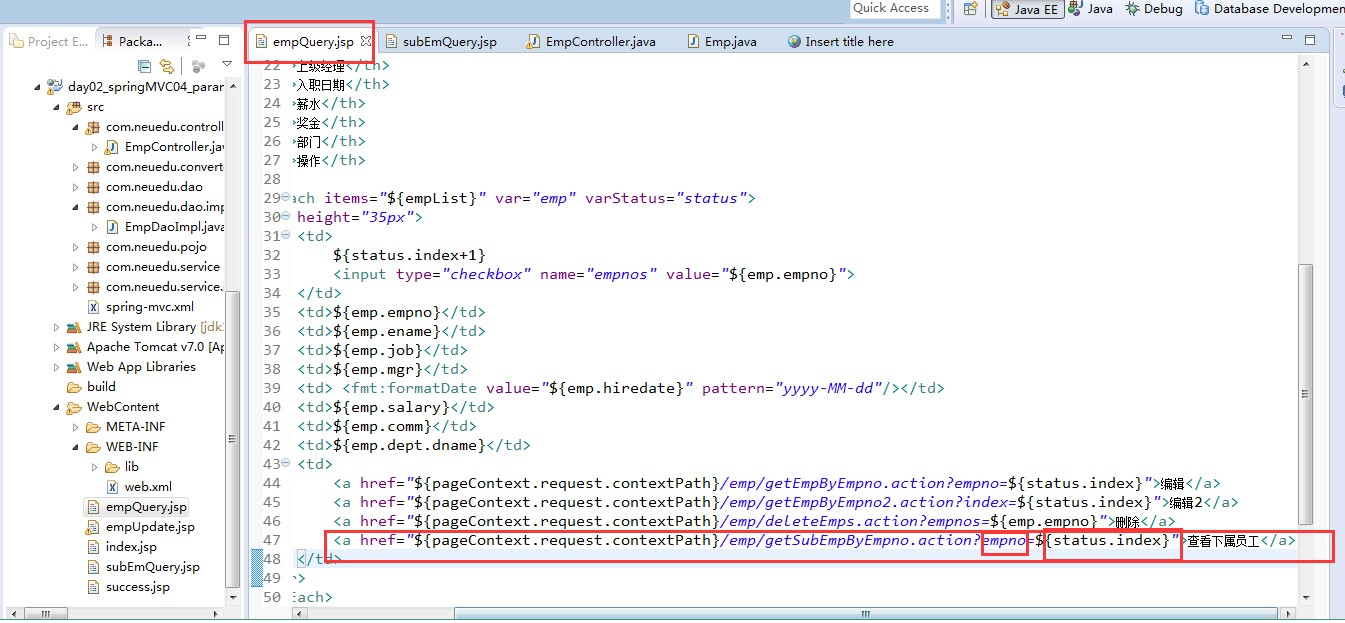 Quick Access
Java EE
Java
Debug
Database Developmen
Project E...
Packa...
empQuery.jsp
subEmQuery.jsp
EmpController.java
Emp.java
Insert title here
day02_springMVC04_paran
src
com.neuedu.controll
EmpController.jav
com.neuedu.convert
com.neuedu.dao
com.neuedu.dao.imp
EmpDaoImpl.java
com.neuedu.pojo
com.neuedu.service
com.neuedu.service.
spring-mvc.xml
JRE System Library [jdk
Apache Tomcat v7.0 [Ap
Web App Libraries
build
WebContent
META-INF
WEB-INF
lib
web.xml
empQuery.jsp
empUpdate.jsp
index.jsp
subEmQuery.jsp
success.jsp
22 >上级经理</th>
23 >入职日期</th>
24 >薪水</th>
25 >奖金</th>
26 >部门</th>
27 >操作</th>
28
29 ach items="${empList}" var="emp" varStatus="status">
30 height="35px">
31 <td>
32 ${status.index+1}
33 <input type="checkbox" name="empnos" value="${emp.empno}">
34 </td>
35 <td>${emp.empno}</td>
36 <td>${emp.ename}</td>
37 <td>${emp.job}</td>
38 <td>${emp.mgr}</td>
39 <td> <fmt:formatDate value="${emp.hiredate}" pattern="yyyy-MM-dd"/></td>
40 <td>${emp.salary}</td>
41 <td>${emp.comm}</td>
42 <td>${emp.dept.dname}</td>
43 <td>
44 <a href="${pageContext.request.contextPath}/emp/getEmpByEmpno.action?empno=${status.index}">编辑</a>
45 <a href="${pageContext.request.contextPath}/emp/getEmpByEmpno2.action?index=${status.index}">编辑2</a>
46 <a href="${pageContext.request.contextPath}/emp/deleteEmps.action?empnos=${emp.empno}">删除</a>
47 <a href="${pageContext.request.contextPath}/emp/getSubEmpByEmpno.action?empno=${status.index}">查看下属员工</a>
48 </td>
49 >
50 Each>